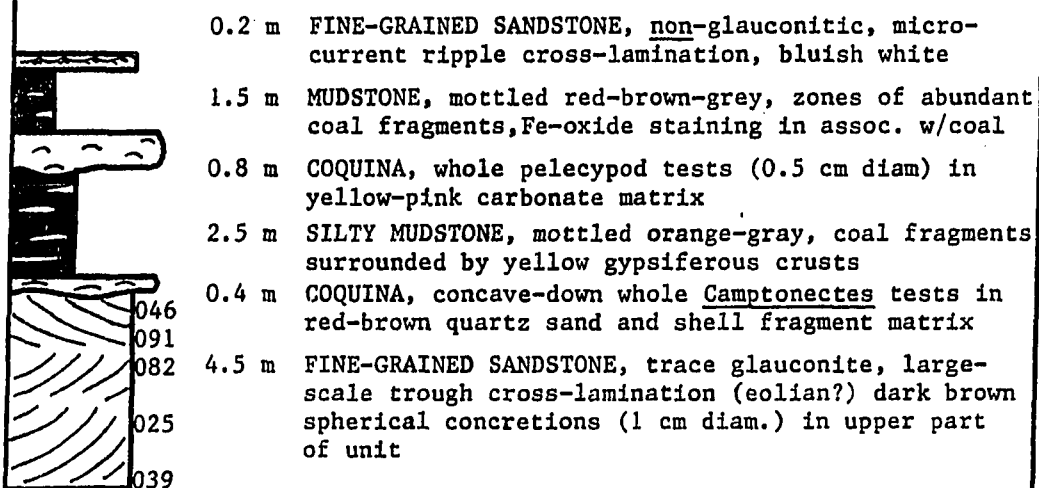 0.2 m FINE-GRAINED SANDSTONE, non-glauconitic, micro-
current ripple cross-lamination, bluish white
1.5 m MUDSTONE, mottled red-brown-grey, zones of abundant
coal fragments,Fe-oxide staining in assoc. w/coal
0.8 m COQUINA, whole pelecypod tests (0.5 cm diam) in
yellow-pink carbonate matrix
2.5 m SILTY MUDSTONE, mottled orange-gray, coal fragments
surrounded by yellow gypsiferous crusts
0.4 m COQUINA, concave-down whole Camptonectes tests in
046
red-brown quartz sand and shell fragment matrix
091
082 4.5 m FINE-GRAINED SANDSTONE, trace glauconite, large-
scale trough cross-lamination (eolian?) dark brown
025 spherical concretions (1 cm diam.) in upper part
of unit
039